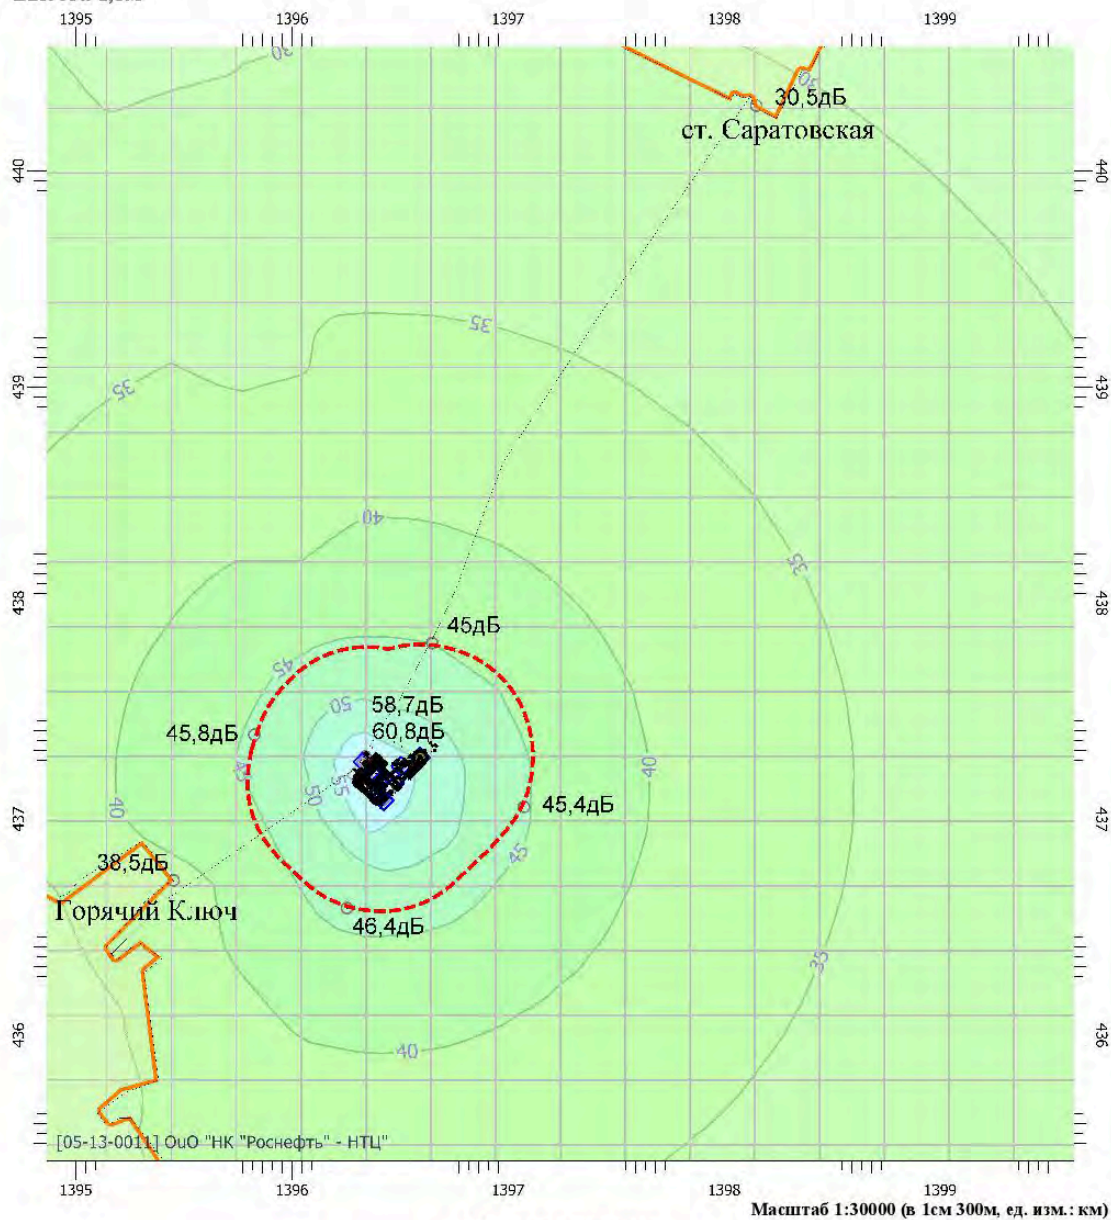 1395 1396 1397 1398 1399
30
30
30,5дБ
ст. Саратовская
440 440
35
35
439 439
40
35
438 438
45дБ
45
50
58,7дБ
45,8дБ
60,8дБ
45
40
55
50
40
45,4дБ
437 437
45
38,5дБ
Горячий Ключ
46,4дБ
35
436 436
40
[05-13-0011] ОиО "НК "Роснефть" - НТЦ"
1395 1396 1397 1398 1399
Масштаб 1:30000 (в 1см 300м, ед. изм.: км)